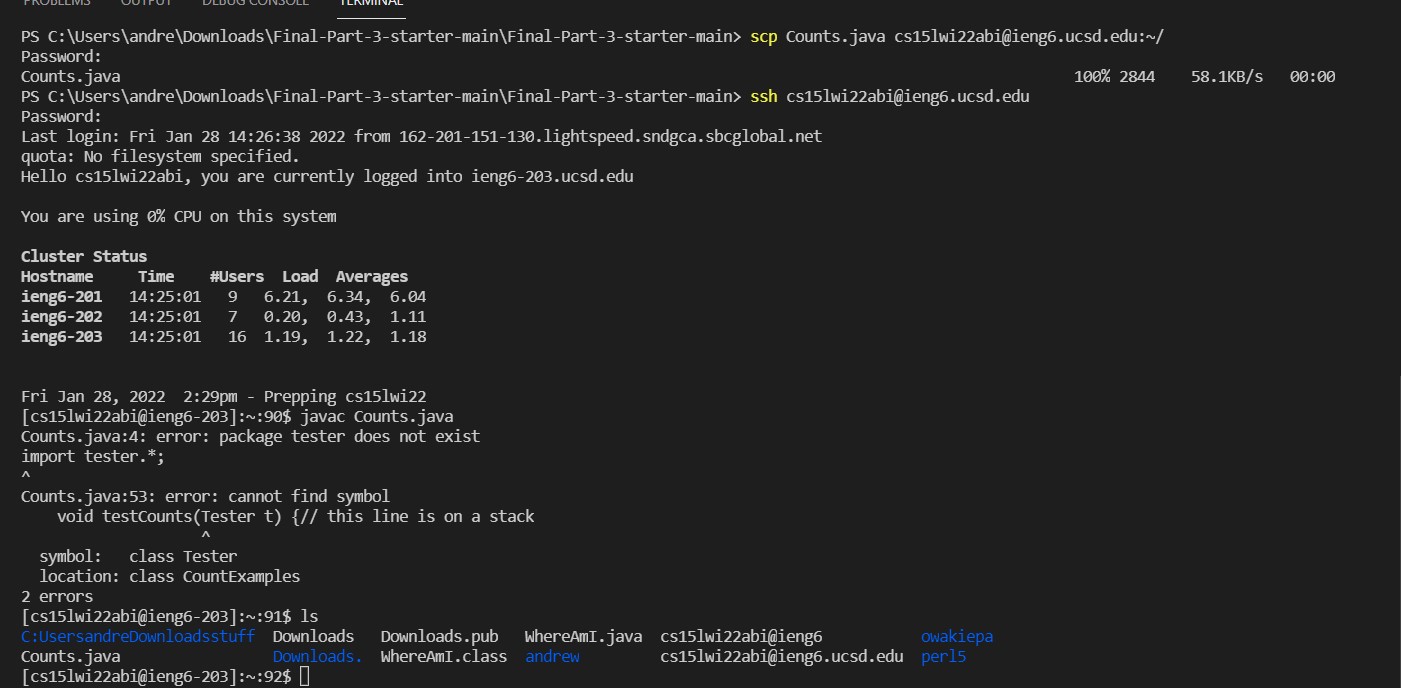 PROBLEMS OUTPUT DEBUG CONSOLE TERMINAL
PS C:\Users\andre\Downloads\Final-Part-3-starter-main\Final-Part-3-starter-main> scp Counts.java cs15lwi22abi@ieng6.ucsd.edu:~/
Password:
Counts.java 100% 2844 58.1KB/s 00:00
PS C:\Users\andre\Downloads\Final-Part-3-starter-main\Final-Part-3-starter-main> ssh cs15lwi22abi@ieng6.ucsd.edu
Password:
Last login: Fri Jan 28 14:26:38 2022 from 162-201-151-130.lightspeed.sndgca.sbcglobal.net
quota: No filesystem specified.
Hello cs15lwi22abi, you are currently logged into ieng6-203.ucsd.edu
You are using 0% CPU on this system
Cluster Status
Hostname Time #Users Load Averages
ieng6-201 14:25:01 9 6.21, 6.34, 6.04
ieng6-202 14:25:01 7 0.20, 0.43, 1.11
ieng6-203 14:25:01 16 1.19, 1.22, 1.18
Fri Jan 28, 2022 2:29pm - Prepping cs15lwi22
[cs15lwi22abi@ieng6-203]:~:90$ javac Counts.java
Counts.java:4: error: package tester does not exist
import tester.*;
^
Counts.java:53: error: cannot find symbol
void testCounts(Tester t) {// this line is on a stack
^
symbol: class Tester
location: class CountExamples
2 errors
[cs15lwi22abi@ieng6-203]:~:91$ ls
C:UsersandreDownloadsstuff Downloads Downloads.pub WhereAmI.java cs15lwi22abi@ieng6 owakiepa
Counts.java Downloads. WhereAmI.class andrew cs15lwi22abi@ieng6.ucsd.edu perl5
[cs15lwi22abi@ieng6-203]:~:92$